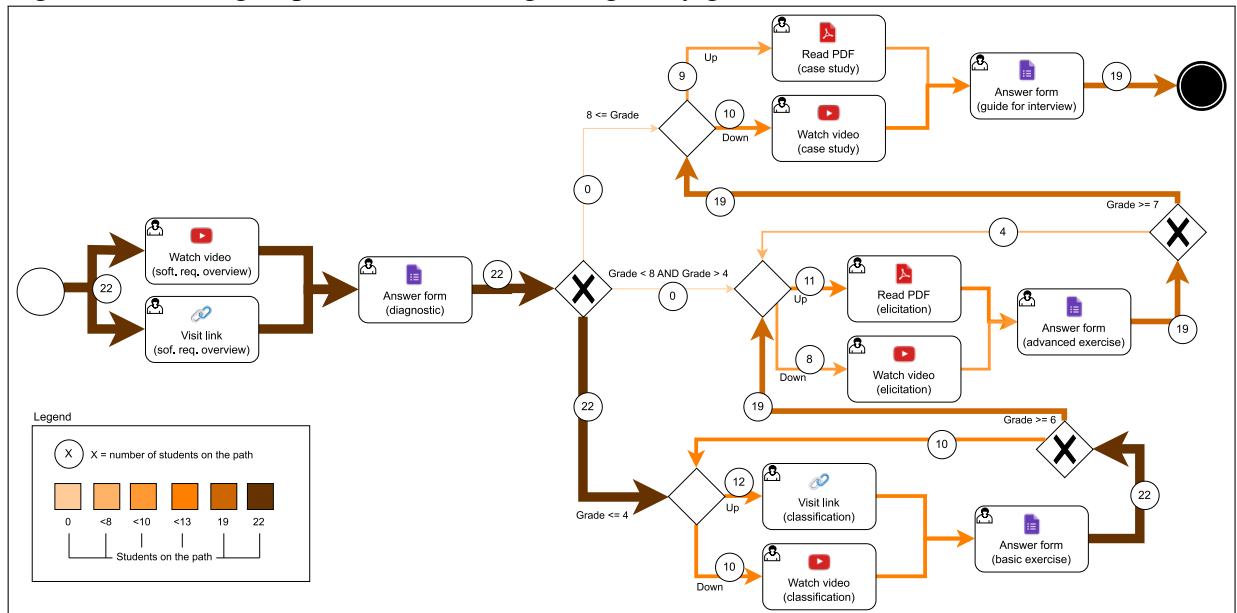 Read PDF
(case study)
Up
9
Answer form
(guide for interview)
19
8 <= Grade
10
Down
Watch video
(case study)
0
19
Grade >= 7
Watch video
(soft. req. overview)
22
Visit link
(sof. req. overview)
Answer form
(diagnostic)
22
Grade < 8 AND Grade > 4
0
4
11
Up
Read PDF
(elicitation)
8
Down
Watch video
(elicitation)
Answer form
(advanced exercise)
19
22
19
Grade >= 6
10
Grade <= 4
12
Up
Visit link
(classification)
10
Down
Watch video
(classification)
Answer form
(basic exercise)
22
Legend
X
X = number of students on the path
0
<8
<10
<13
19
22
Students on the path